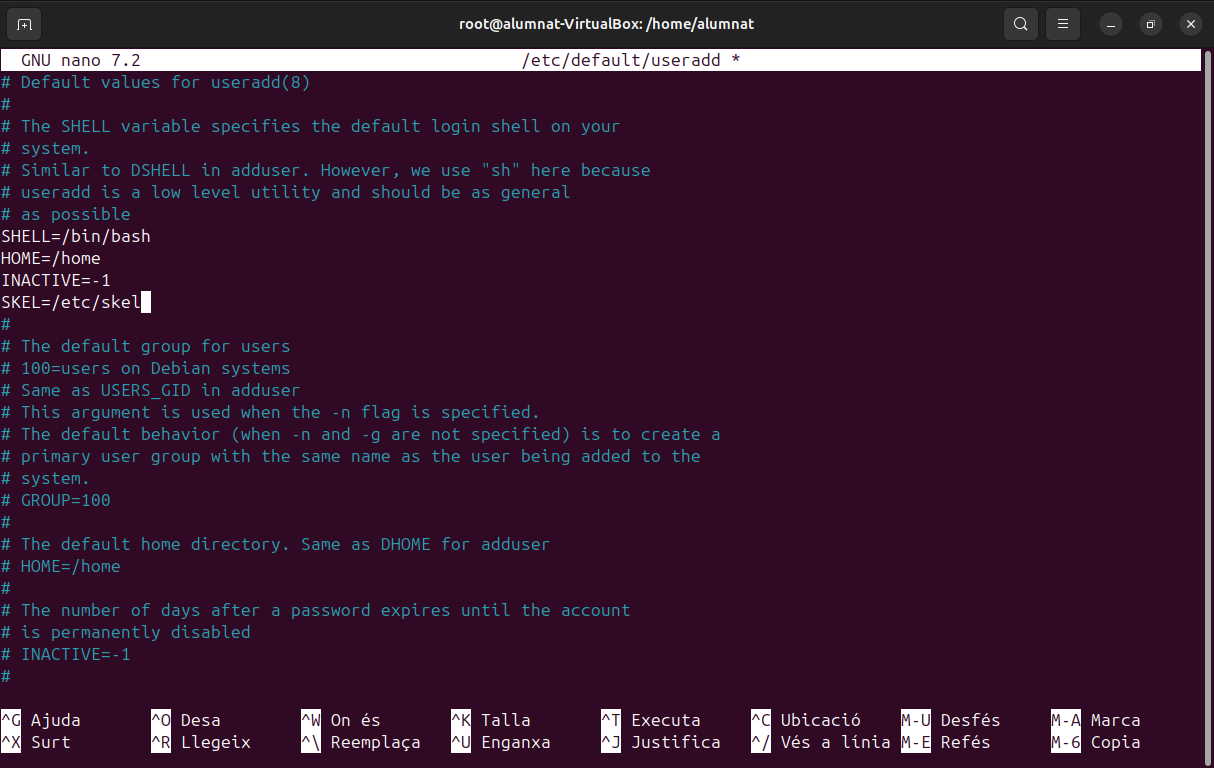 root@alumnat-VirtualBox: /home/alumnat
GNU nano 7.2 /etc/default/useradd *
# Default values for useradd(8)
#
# The SHELL variable specifies the default login shell on your
# system.
# Similar to DSHELL in adduser. However, we use "sh" here because
# useradd is a low level utility and should be as general
# as possible
SHELL=/bin/bash
HOME=/home
INACTIVE=-1
SKEL=/etc/skel
#
# The default group for users
# 100=users on Debian systems
# Same as USERS_GID in adduser
# This argument is used when the -n flag is specified.
# The default behavior (when -n and -g are not specified) is to create a
# primary user group with the same name as the user being added to the
# system.
# GROUP=100
#
# The default home directory. Same as DHOME for adduser
# HOME=/home
#
# The number of days after a password expires until the account
# is permanently disabled
# INACTIVE=-1
#
^G Ajuda ^O Desa ^W On és ^K Talla ^T Executa ^C Ubicació M-U Desfés M-A Marca
^X Surt ^R Llegeix ^\ Reemplaça ^U Enganxa ^J Justifica ^/ Vés a línia M-E Refés M-6 Copia